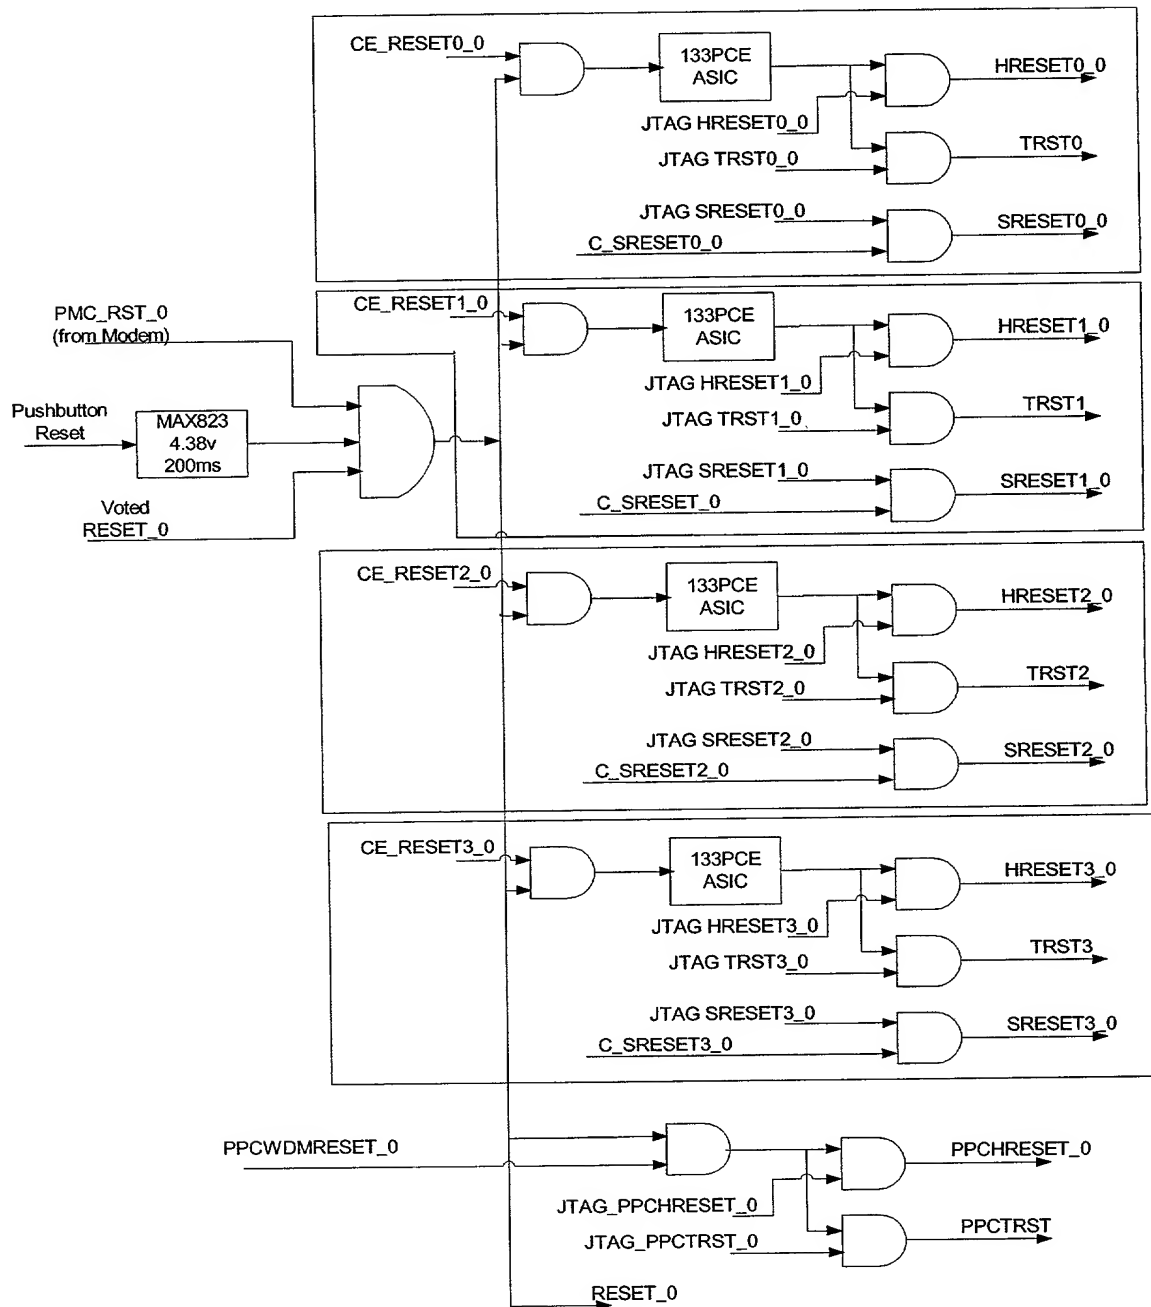 CE_RESET0_0
133PCE
ASIC
HRESET0_0
JTAG HRESET0_0
TRST0
JTAG TRST0_0
JTAG SRESET0_0
SRESET0_0
C_SRESET0_0
CE_RESET1_0
133PCE
ASIC
HRESET1_0
PMC_RST_0
(from Modem)
JTAG HRESET1_0
TRST1
JTAG TRST1_0
Pushbutton
Reset
MAX823
4.38v
200ms
JTAG SRESET1_0
SRESET1_0
C_SRESET_0
Voted
RESET_0
CE_RESET2_0
133PCE
ASIC
HRESET2_0
JTAG HRESET2_0
TRST2
JTAG TRST2_0
JTAG SRESET2_0
SRESET2_0
C_SRESET2_0
CE_RESET3_0
133PCE
ASIC
HRESET3_0
JTAG HRESET3_0
TRST3
JTAG TRST3_0
JTAG SRESET3_0
SRESET3_0
C_SRESET3_0
PPCWDMRESET_0
PPCHRESET_0
JTAG_PPCHRESET_0
PPCTRST
JTAG_PPCTRST_0
RESET_0